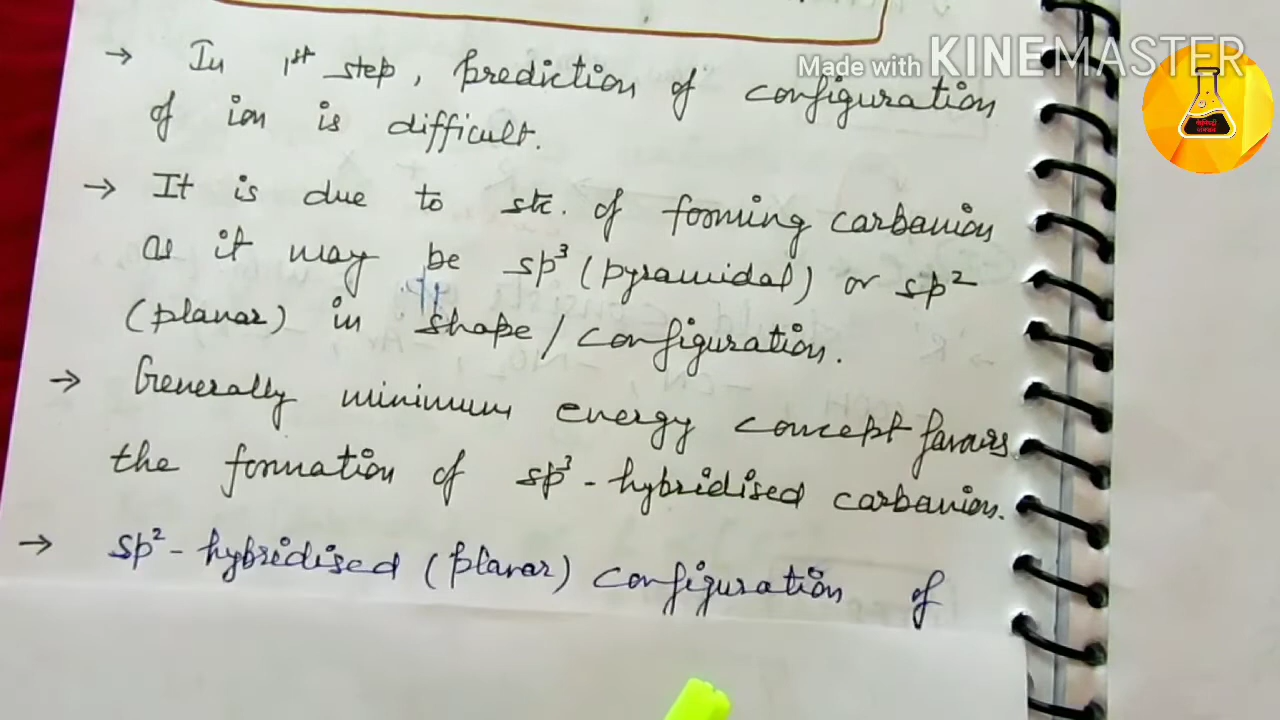 Made with KINEMASTER
→ In 1st step, prediction of configuration
of ion is difficult.
→ It is due to str. of forming carbanion
as it may be sp³ (pyramidal) or sp²
(planar) in shape/configuration.
→ Generally minimum energy concept favours
the formation of sp³-hybridised carbanion.
→ sp²-hybridised (planar) configuration of